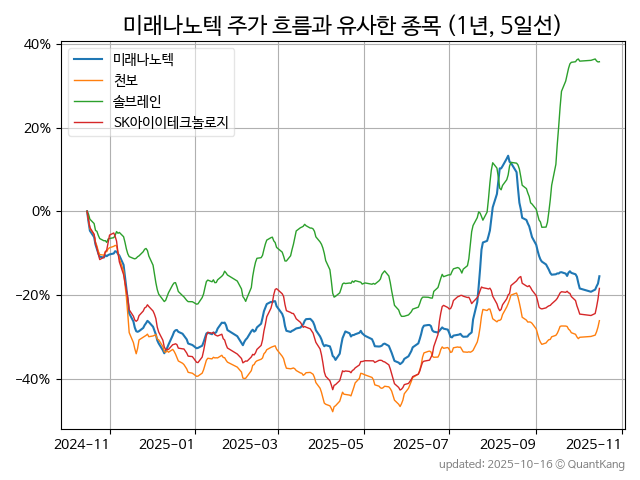 미래나노텍 주가 흐름과 유사한 종목 (1년, 5일선)
미래나노텍
천보
솔브레인
SK아이이테크놀로지
40%
20%
0%
−20%
−40%
2024-11
2025-01
2025-03
2025-05
2025-07
2025-09
2025-11
updated: 2025-10-16 © QuantKang